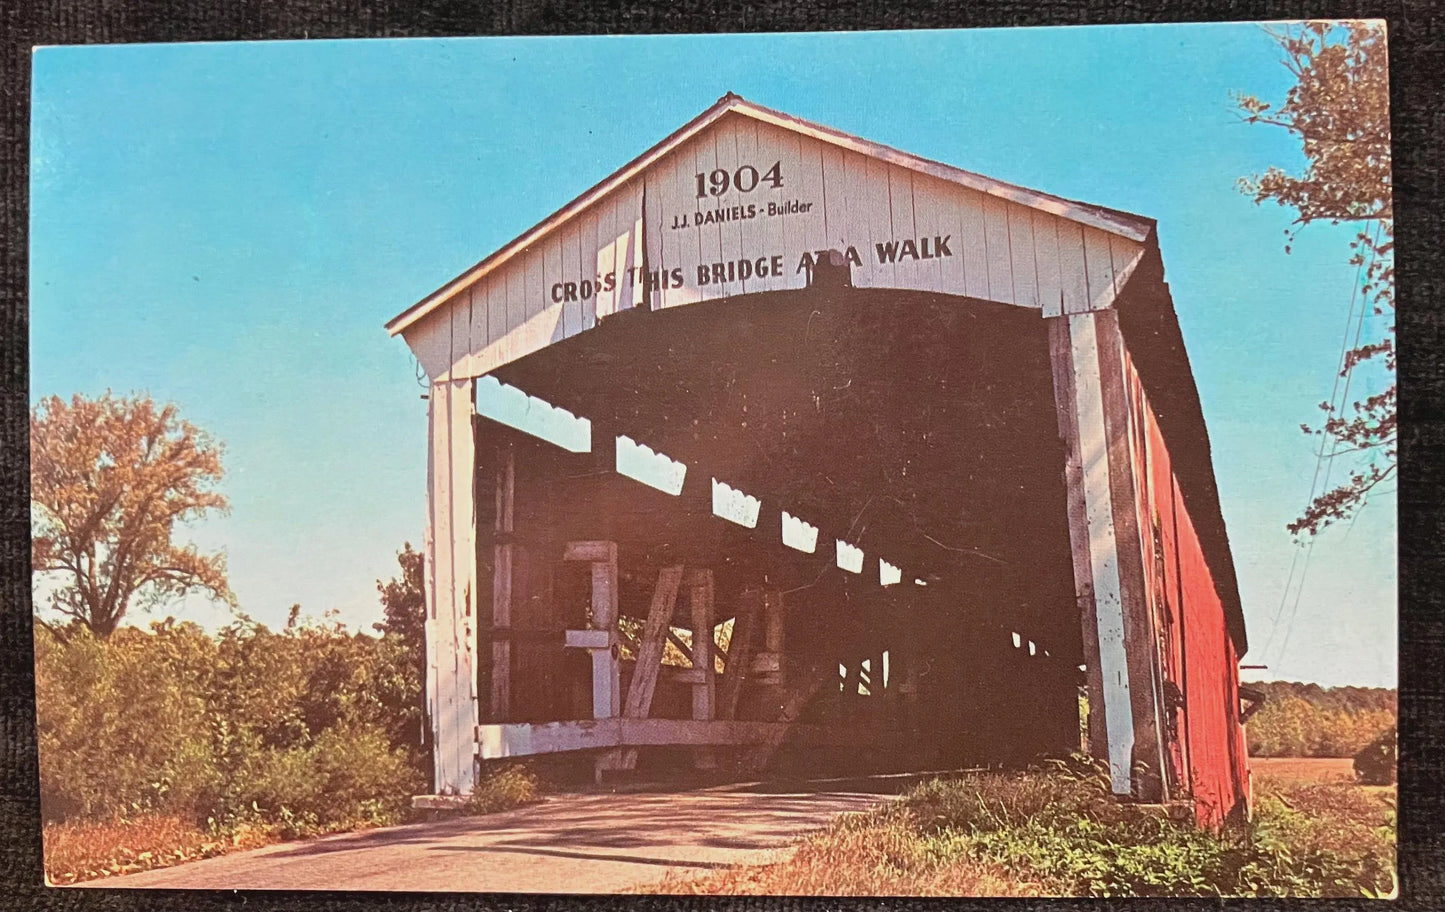 1904
J.J. DANIELS - Builder
CROSS THIS BRIDGE AT A WALK